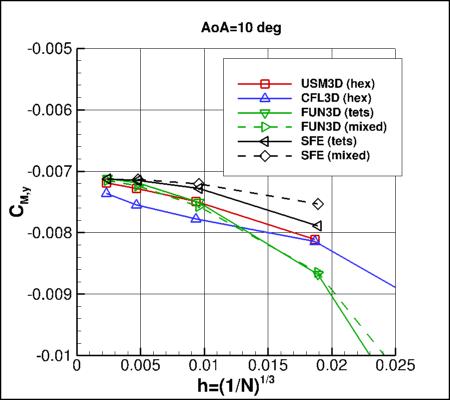 AoA=10 deg
-0.005
-0.006
-0.007
-0.008
-0.009
-0.01
C_M,y
USM3D (hex)
CFL3D (hex)
FUN3D (tets)
FUN3D (mixed)
SFE (tets)
SFE (mixed)
0 0.005 0.01 0.015 0.02 0.025
h=(1/N)^1/3